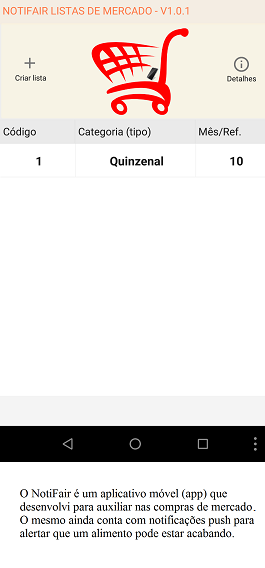 NOTIFAIR LISTAS DE MERCADO - V1.0.1
Criar lista
Detalhes
Código Categoria (tipo) Mês/Ref.
1 Quinzenal 10
O NotiFair é um aplicativo móvel (app) que
desenvolvi para auxiliar nas compras de mercado.
O mesmo ainda conta com notificações push para
alertar que um alimento pode estar acabando.